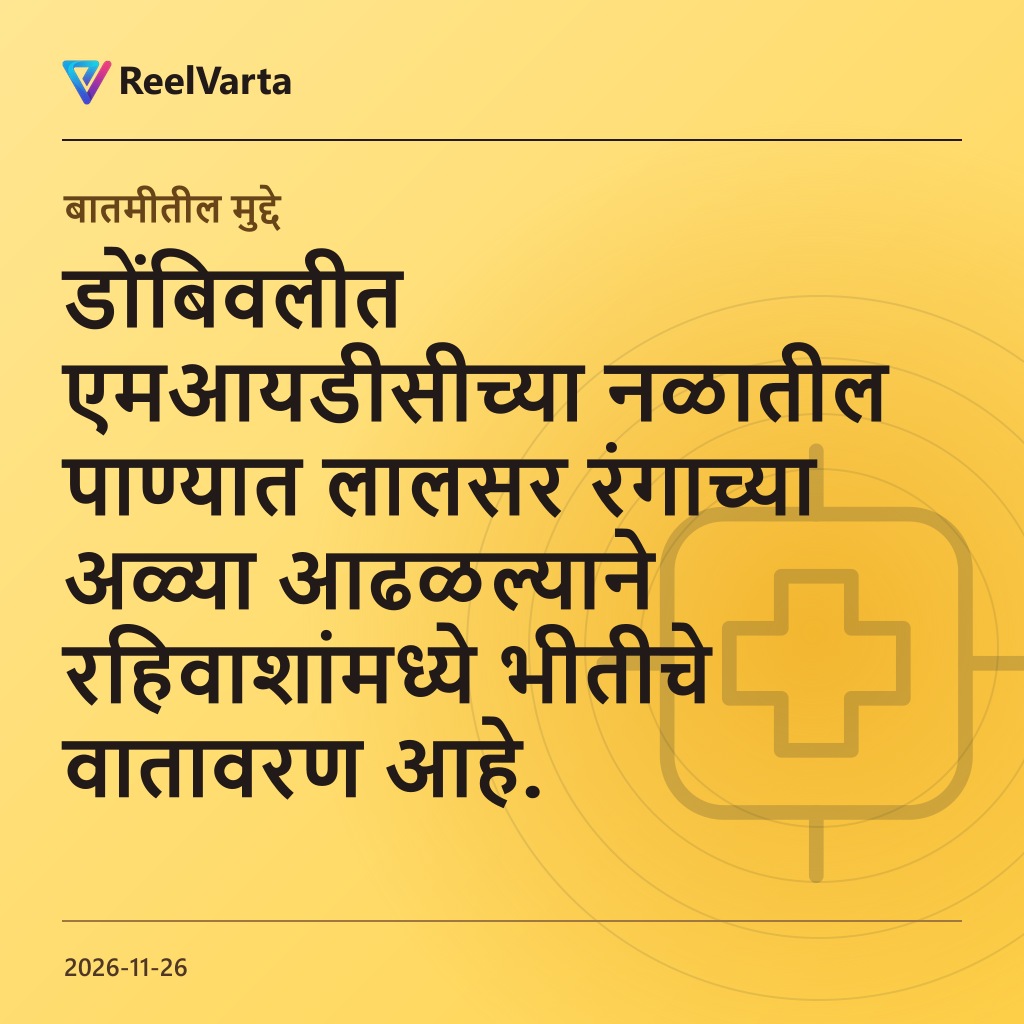 ReelVarta
बातमीतील मुद्दे
डोंबिवलीत
एमआयडीसीच्या नळातील
पाण्यात लालसर रंगाच्या
अळ्या आढळल्याने
रहिवाशांमध्ये भीतीचे
वातावरण आहे.
2026-11-26